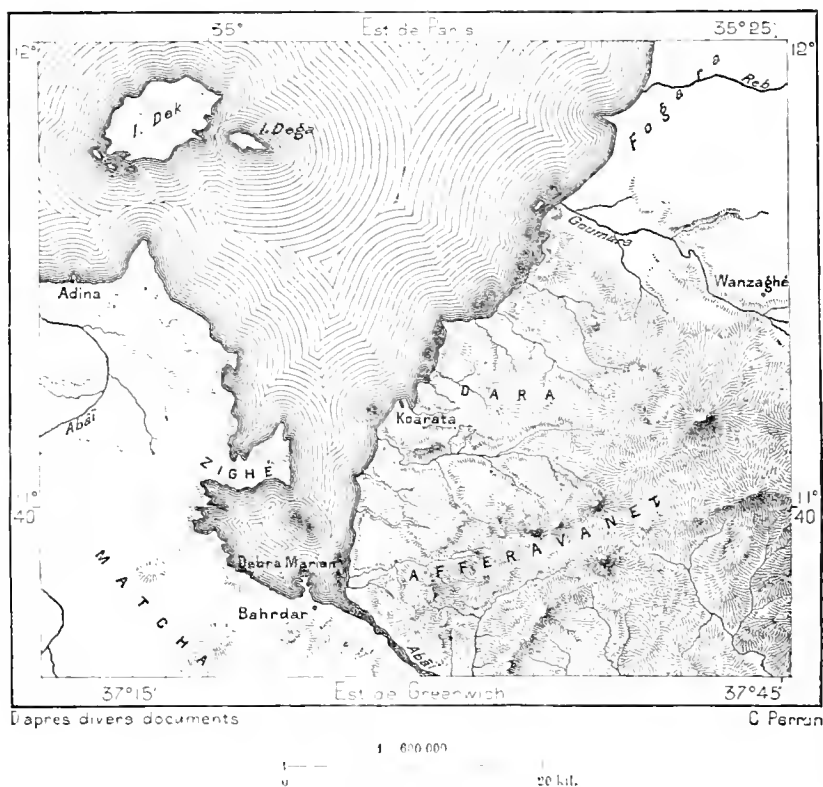 35°
Est de Paris
35°25'
12°
12°
I. Dek
I. Dega
Fogara
Reb
Goumara
Adina
Wanzaghé
Abaï
DARA
Koarata
ZIGHÉ
11°
40
11°
40
AFFERAVANET
MATCHA
Debra Mariam
Bahrdar
Abaï
37°15'
Est de Greenwich
37°45'
D'après divers documents
C Perron
1 600.000
0
20 kil.